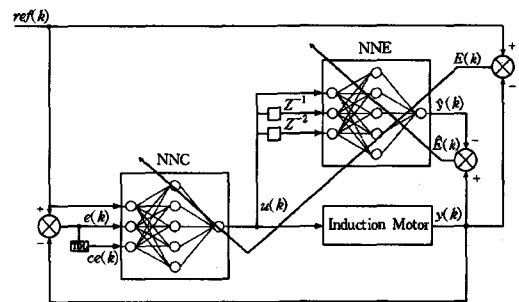 ref(k)
NNE
E(k)
Z⁻¹
Z⁻²
ŷ(k)
Ê(k)
NNC
e(k)
ce(k)
u(k)
Induction Motor
y(k)
+
−
−
+
+
−